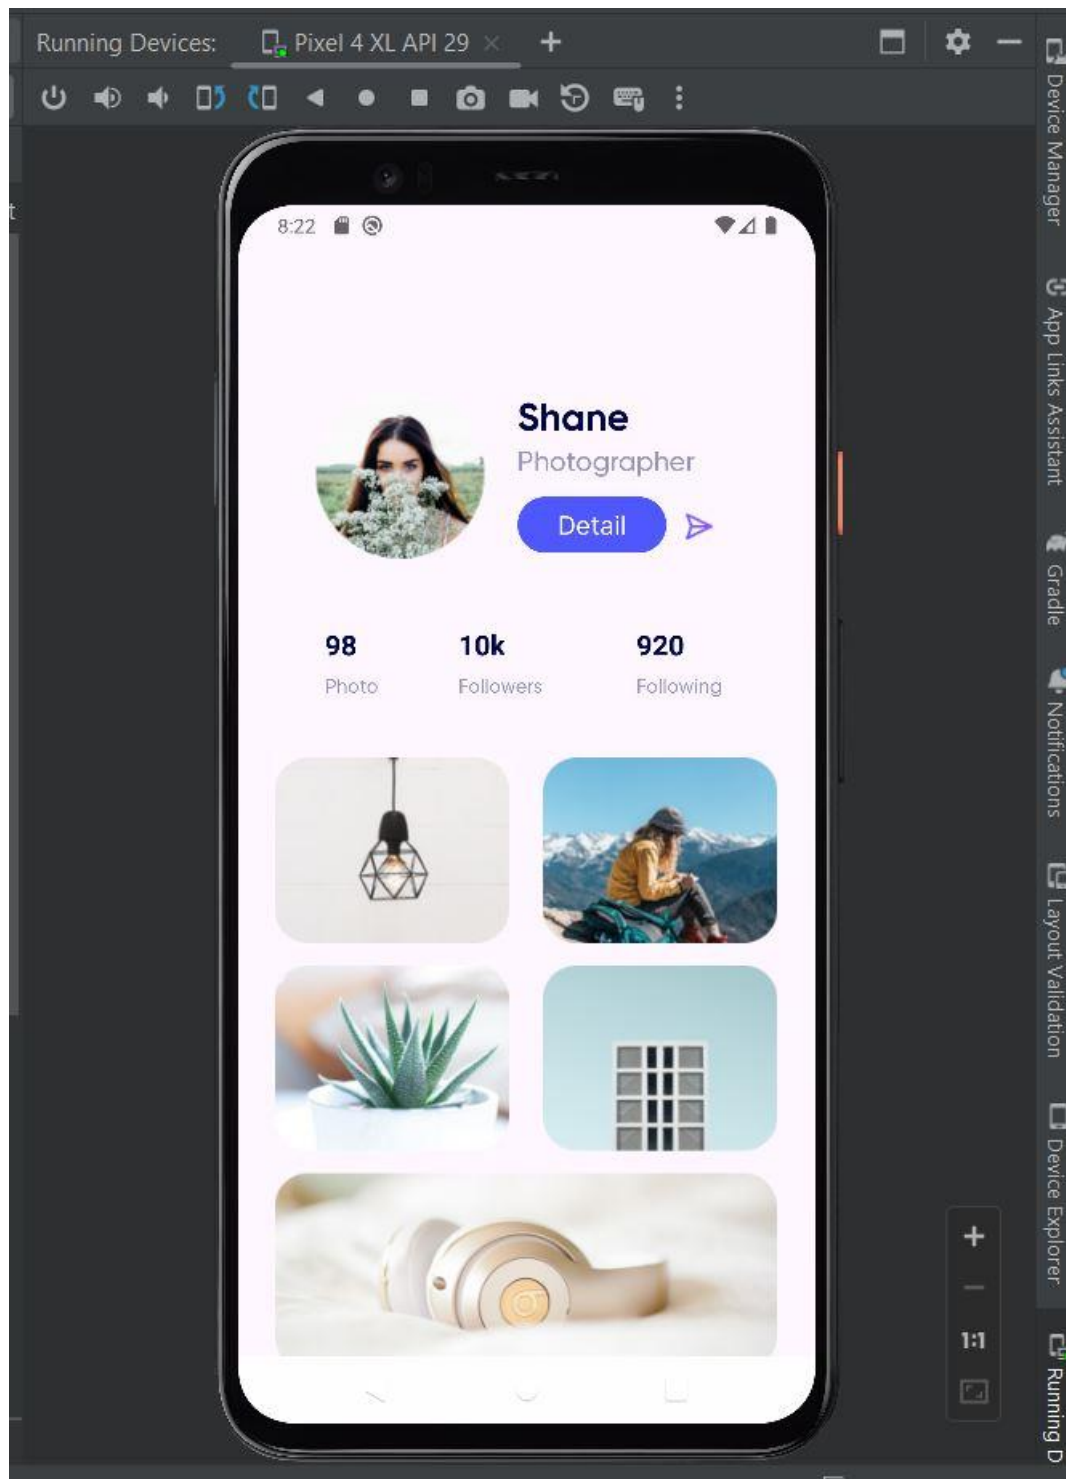 Running Devices:
Pixel 4 XL API 29
8:22
Shane
Photographer
Detail
98
10k
920
Photo
Followers
Following
1:1
Device Manager
App Links Assistant
Gradle
Notifications
Layout Validation
Device Explorer
Running D
t